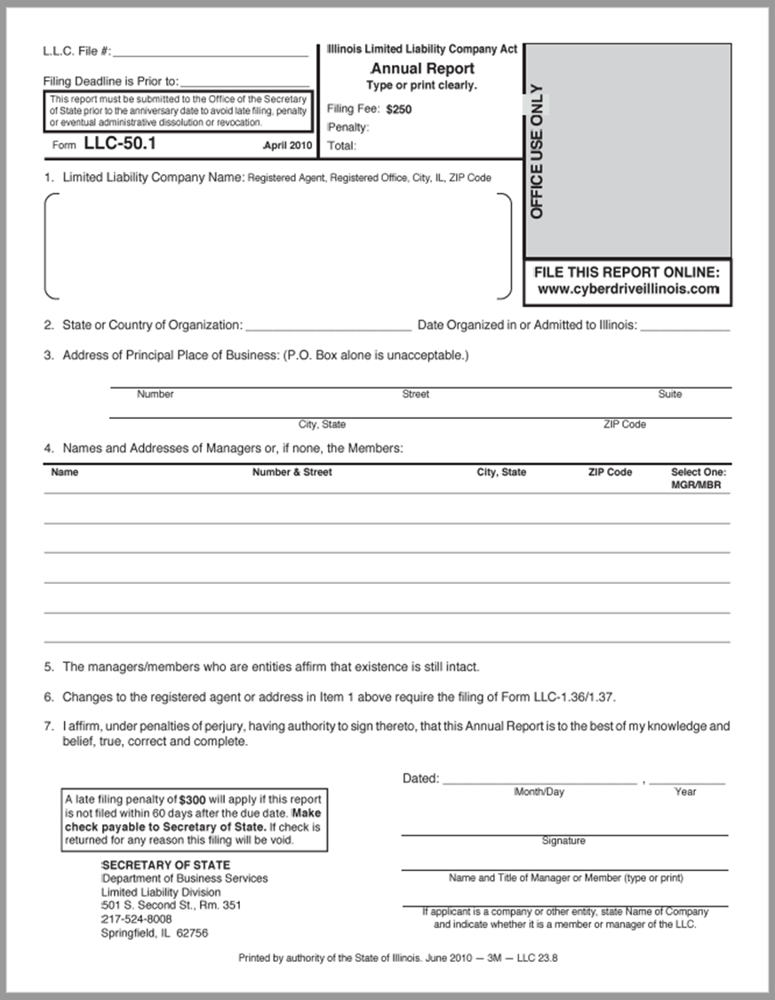 L.L.C. File #:
Filing Deadline is Prior to:
This report must be submitted to the Office of the Secretary
of State prior to the anniversary date to avoid late filing, penalty
or eventual administrative dissolution or revocation.
Form LLC-50.1 April 2010
Illinois Limited Liability Company Act
Annual Report
Type or print clearly.
Filing Fee: $250
Penalty:
Total:
OFFICE USE ONLY
FILE THIS REPORT ONLINE:
www.cyberdriveillinois.com
1. Limited Liability Company Name: Registered Agent, Registered Office, City, IL, ZIP Code
2. State or Country of Organization: Date Organized in or Admitted to Illinois:
3. Address of Principal Place of Business: (P.O. Box alone is unacceptable.)
Number Street Suite
City, State ZIP Code
4. Names and Addresses of Managers or, if none, the Members:
Name Number & Street City, State ZIP Code Select One:
MGR/MBR
5. The managers/members who are entities affirm that existence is still intact.
6. Changes to the registered agent or address in Item 1 above require the filing of Form LLC-1.36/1.37.
7. I affirm, under penalties of perjury, having authority to sign thereto, that this Annual Report is to the best of my knowledge and
belief, true, correct and complete.
A late filing penalty of $300 will apply if this report
is not filed within 60 days after the due date. Make
check payable to Secretary of State. If check is
returned for any reason this filing will be void.
SECRETARY OF STATE
Department of Business Services
Limited Liability Division
501 S. Second St., Rm. 351
217-524-8008
Springfield, IL 62756
Dated: ,
Month/Day Year
Signature
Name and Title of Manager or Member (type or print)
If applicant is a company or other entity, state Name of Company
and indicate whether it is a member or manager of the LLC.
Printed by authority of the State of Illinois. June 2010 — 3M — LLC 23.8